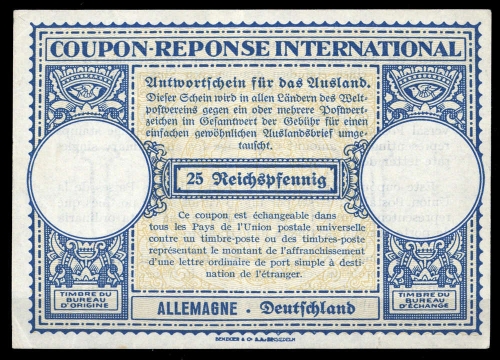 COUPON-REPONSE INTERNATIONAL
Antwortschein für das Ausland.
Dieser Schein wird in allen Ländern des Welt-
postvereins gegen ein oder mehrere Postwert-
zeichen im Gesamtwert der Gebühr für einen
einfachen gewöhnlichen Auslandsbrief umge-
tauscht.
25 Reichspfennig
Ce coupon est échangeable dans
tous les Pays de l'Union postale universelle
contre un timbre-poste ou des timbres-poste
représentant le montant de l'affranchissement
d'une lettre ordinaire de port simple à desti-
nation de l'étranger.
TIMBRE DU
BUREAU
D'ORIGINE
ALLEMAGNE - Deutschland
TIMBRE DU
BUREAU
D'ÉCHANGE